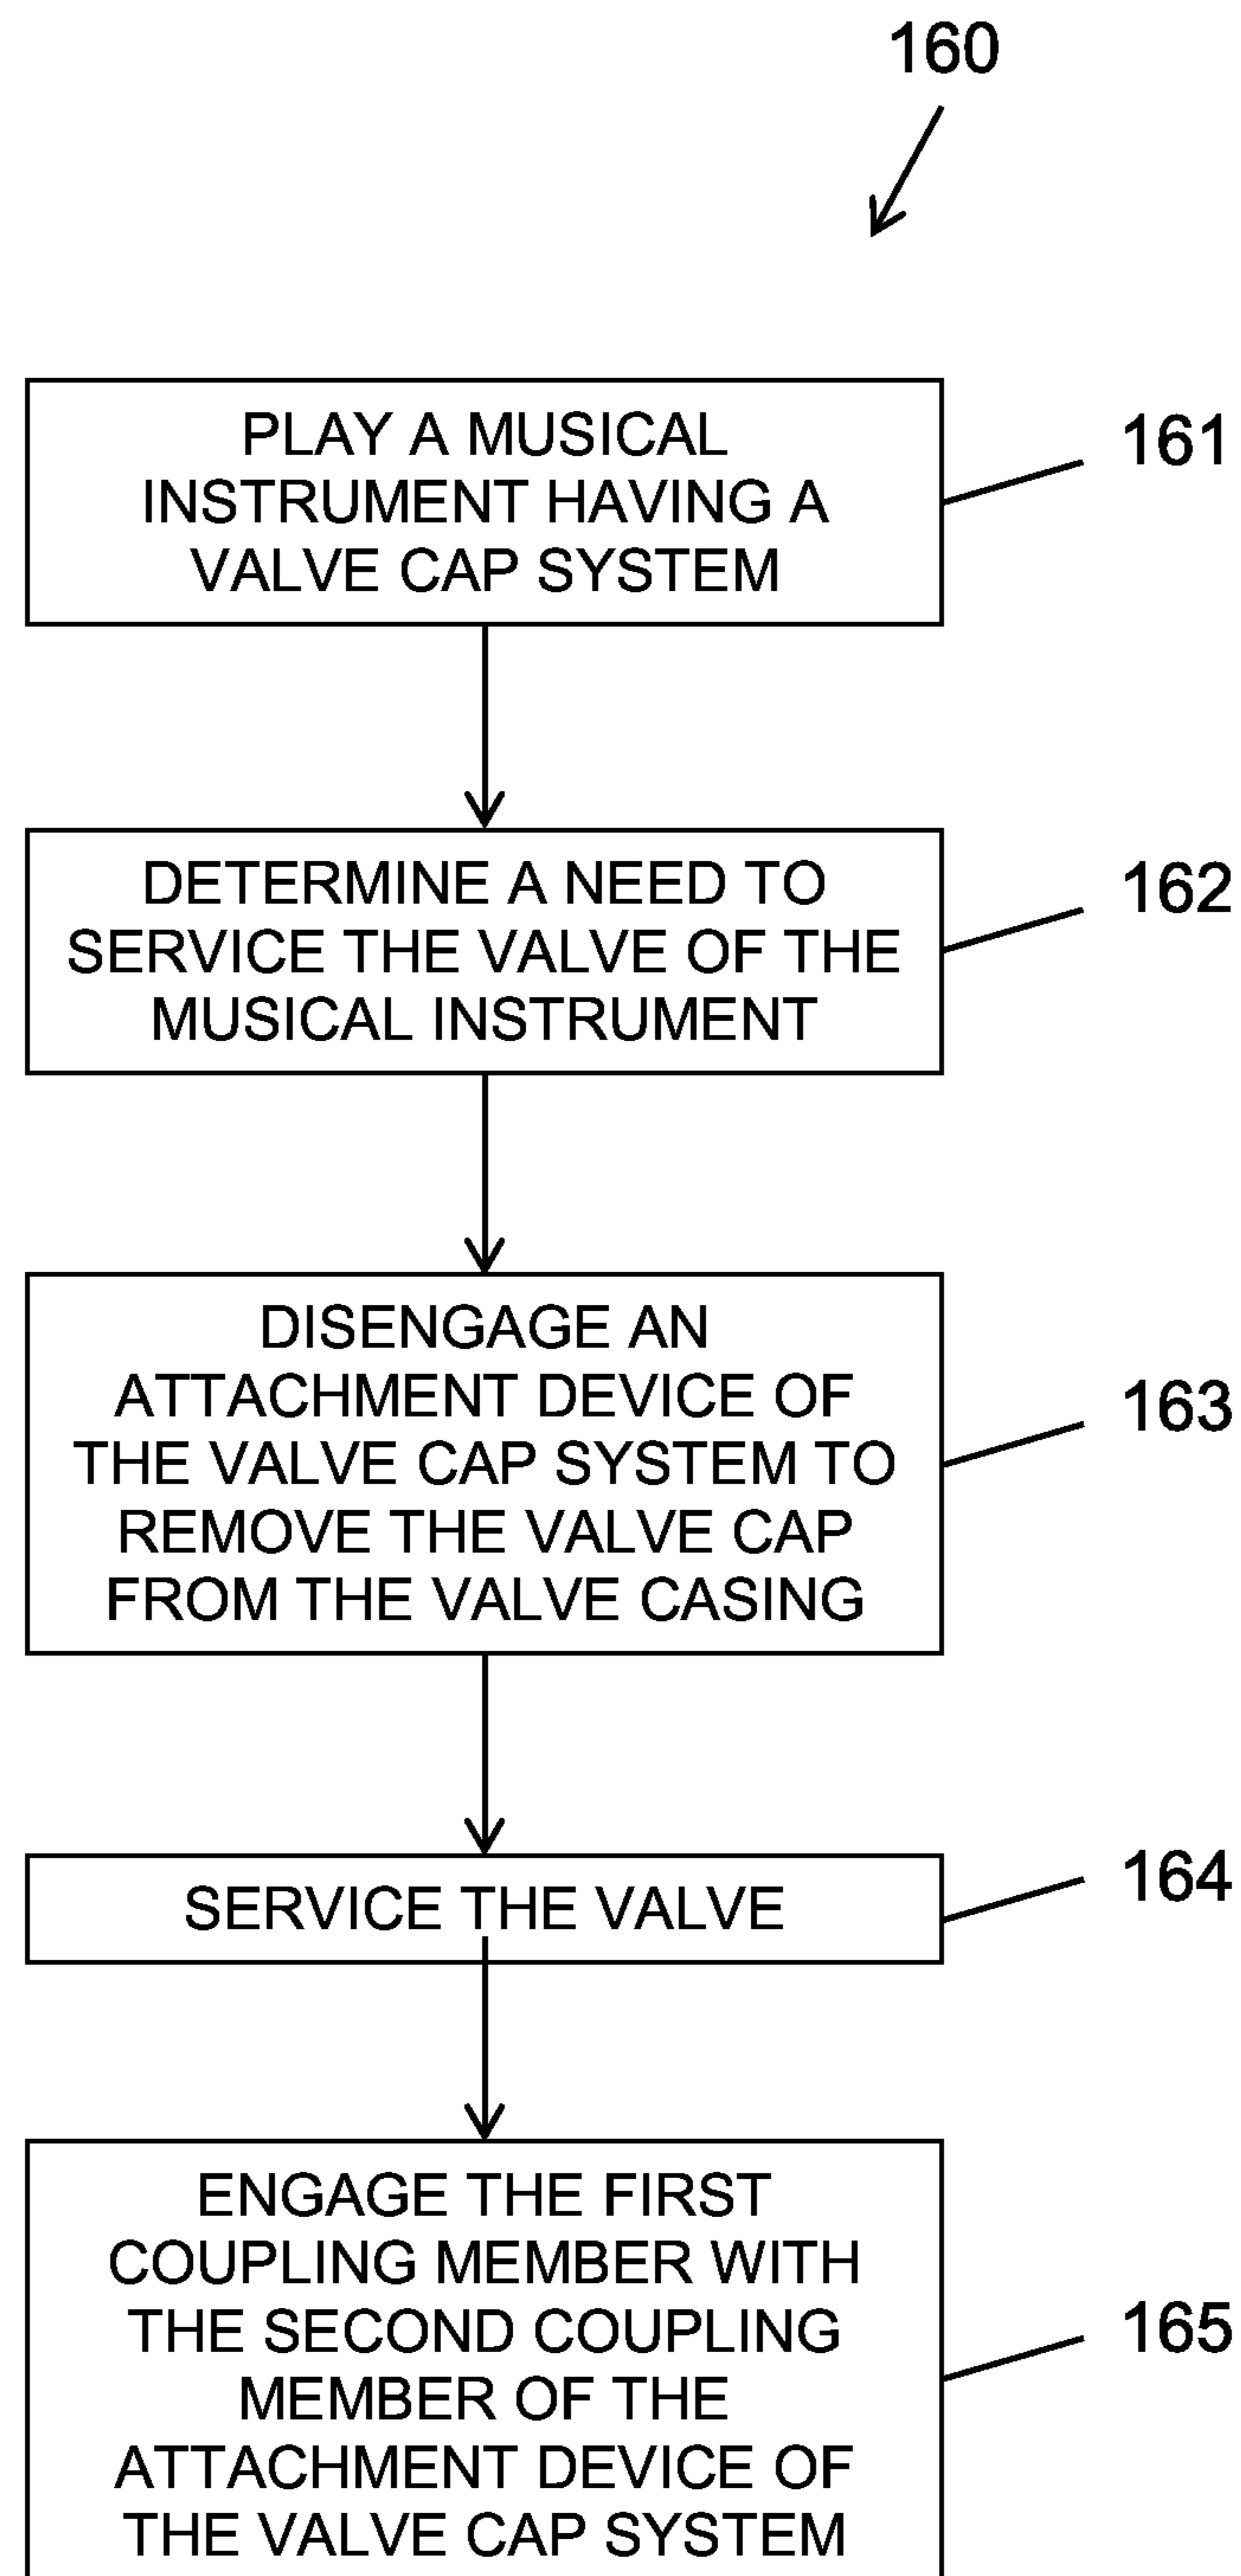 160
PLAY A MUSICAL
INSTRUMENT HAVING A
VALVE CAP SYSTEM
161
DETERMINE A NEED TO
SERVICE THE VALVE OF THE
MUSICAL INSTRUMENT
162
DISENGAGE AN
ATTACHMENT DEVICE OF
THE VALVE CAP SYSTEM TO
REMOVE THE VALVE CAP
FROM THE VALVE CASING
163
SERVICE THE VALVE
164
ENGAGE THE FIRST
COUPLING MEMBER WITH
THE SECOND COUPLING
MEMBER OF THE
ATTACHMENT DEVICE OF
THE VALVE CAP SYSTEM
165